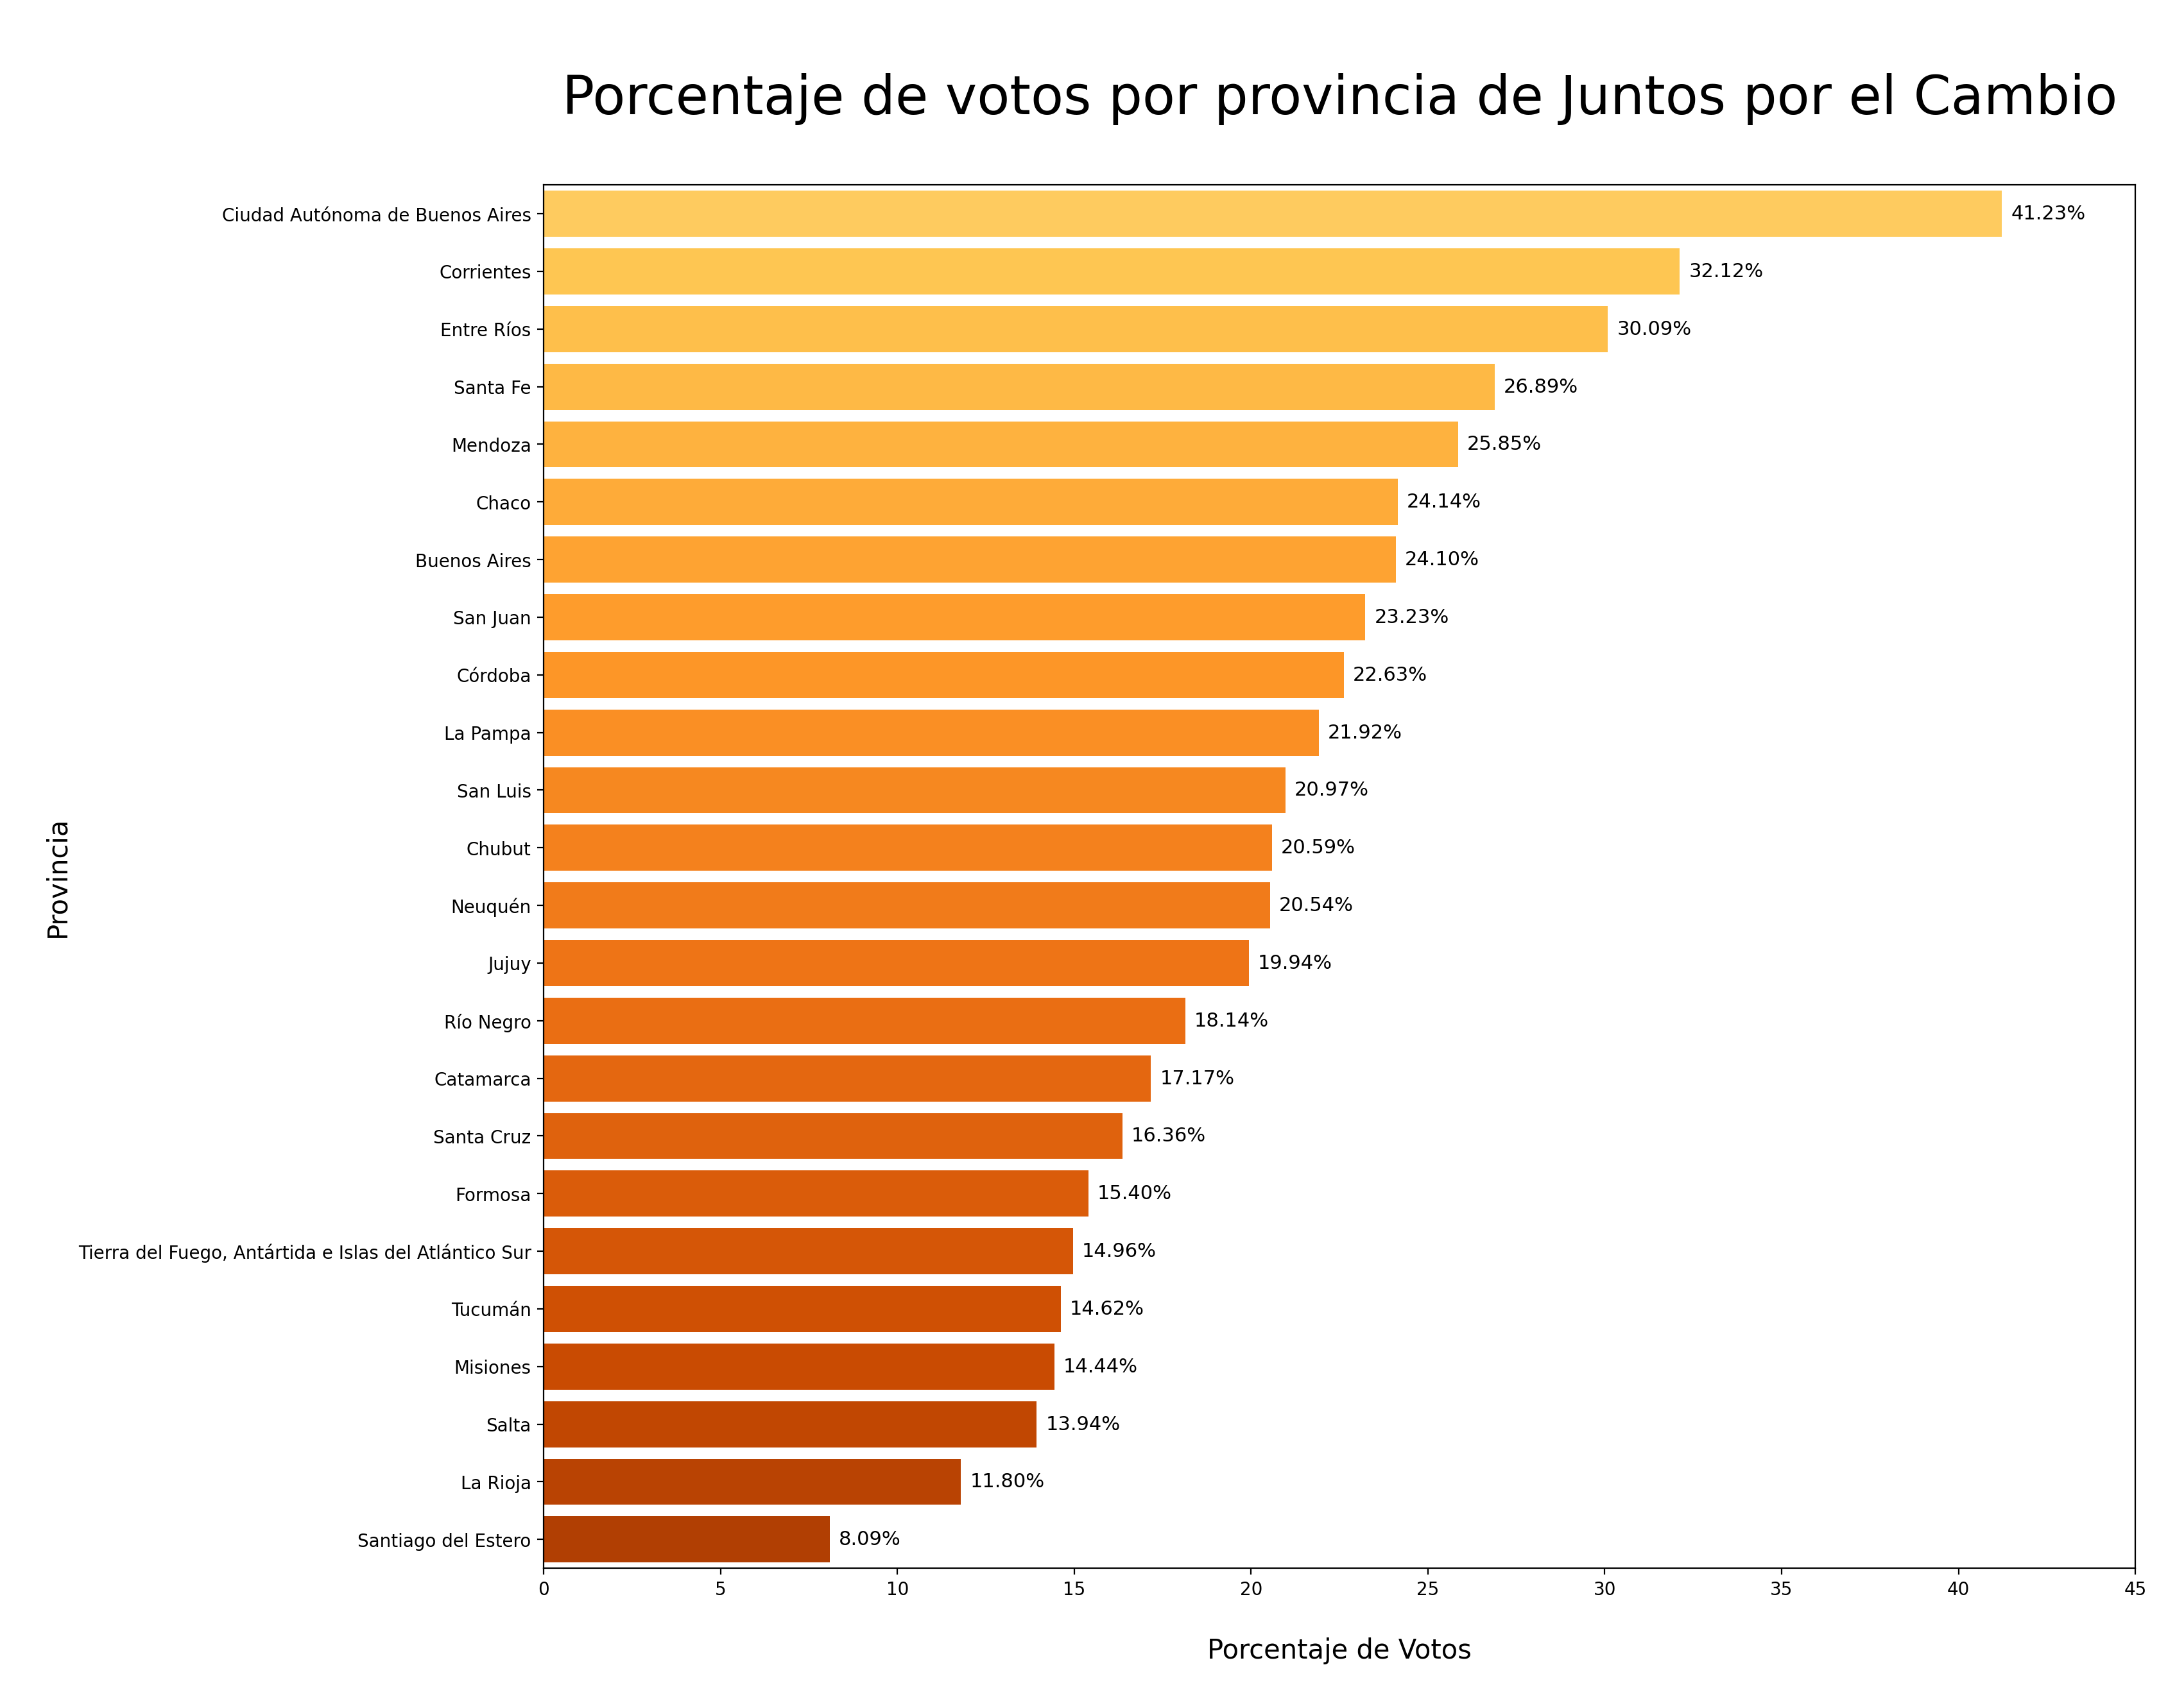 Porcentaje de votos por provincia de Juntos por el Cambio
Provincia
Ciudad Autónoma de Buenos Aires 41.23%
Corrientes 32.12%
Entre Ríos 30.09%
Santa Fe 26.89%
Mendoza 25.85%
Chaco 24.14%
Buenos Aires 24.10%
San Juan 23.23%
Córdoba 22.63%
La Pampa 21.92%
San Luis 20.97%
Chubut 20.59%
Neuquén 20.54%
Jujuy 19.94%
Río Negro 18.14%
Catamarca 17.17%
Santa Cruz 16.36%
Formosa 15.40%
Tierra del Fuego, Antártida e Islas del Atlántico Sur 14.96%
Tucumán 14.62%
Misiones 14.44%
Salta 13.94%
La Rioja 11.80%
Santiago del Estero 8.09%
0 5 10 15 20 25 30 35 40 45
Porcentaje de Votos